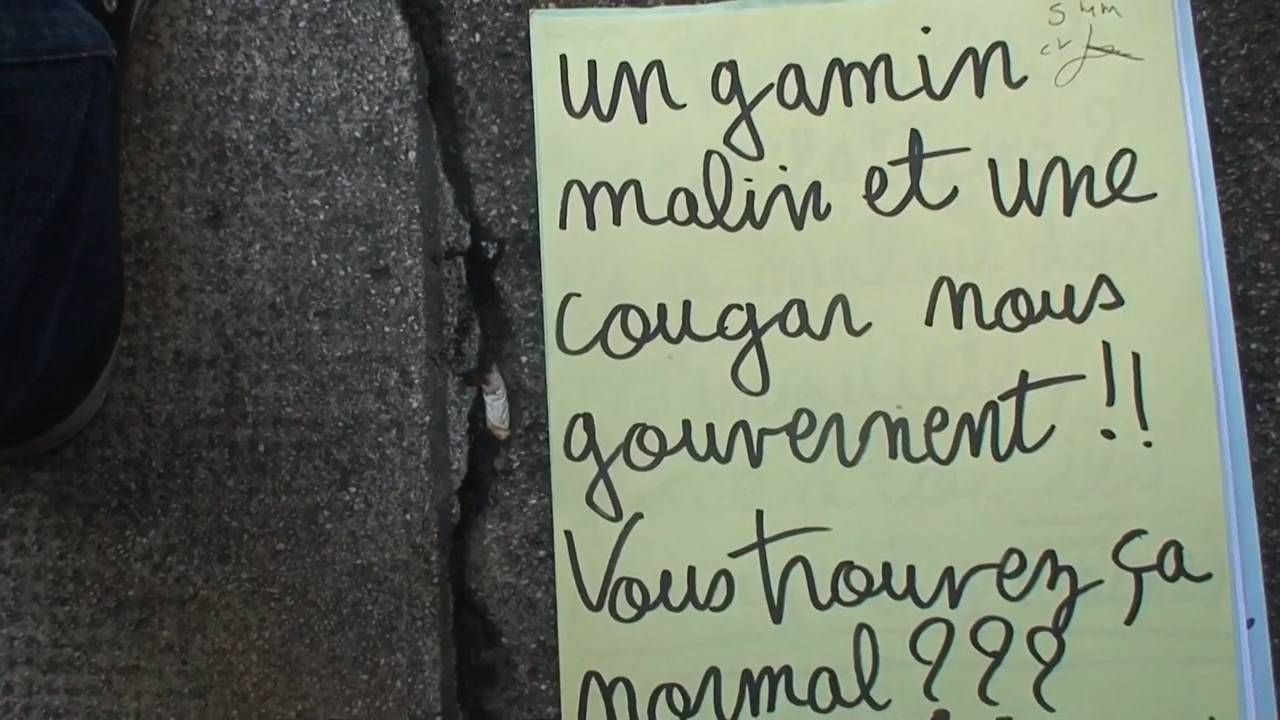 un gamin
malin et une
cougar nous
gouvernent !!
Vous trouvez ça
normal ???